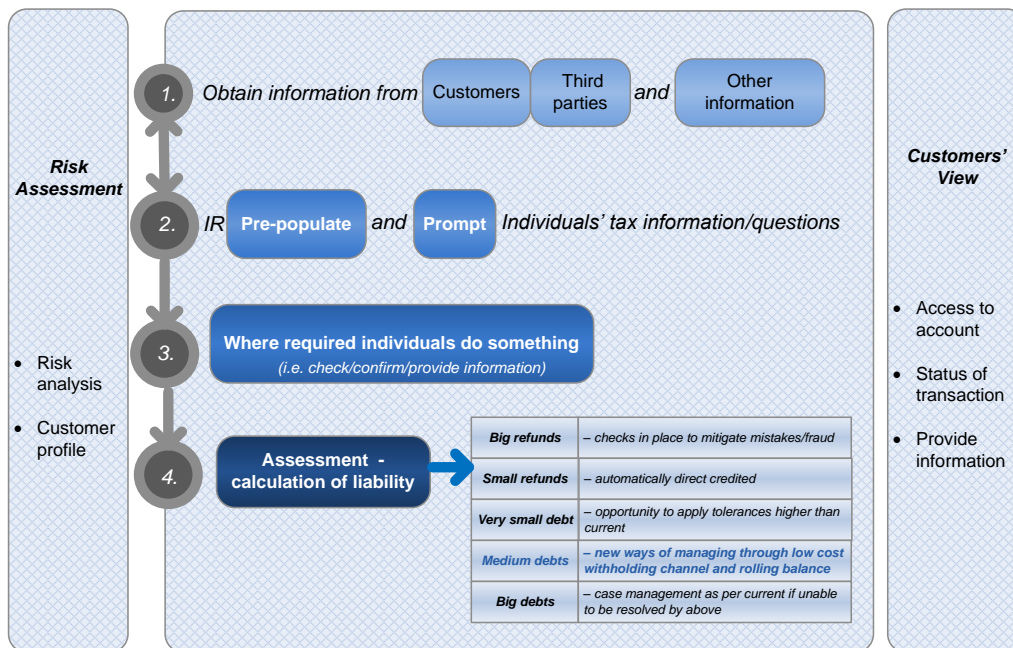 Risk
Assessment
• Risk
analysis
• Customer
profile
1.
Obtain information from
Customers
Third
parties
and
Other
information
2.
IR
Pre-populate
and
Prompt
Individuals' tax information/questions
3.
Where required individuals do something
(i.e. check/confirm/provide information)
4.
Assessment -
calculation of liability
Big refunds
– checks in place to mitigate mistakes/fraud
Small refunds
– automatically direct credited
Very small debt
– opportunity to apply tolerances higher than
current
Medium debts
– new ways of managing through low cost
withholding channel and rolling balance
Big debts
– case management as per current if unable
to be resolved by above
Customers'
View
• Access to
account
• Status of
transaction
• Provide
information